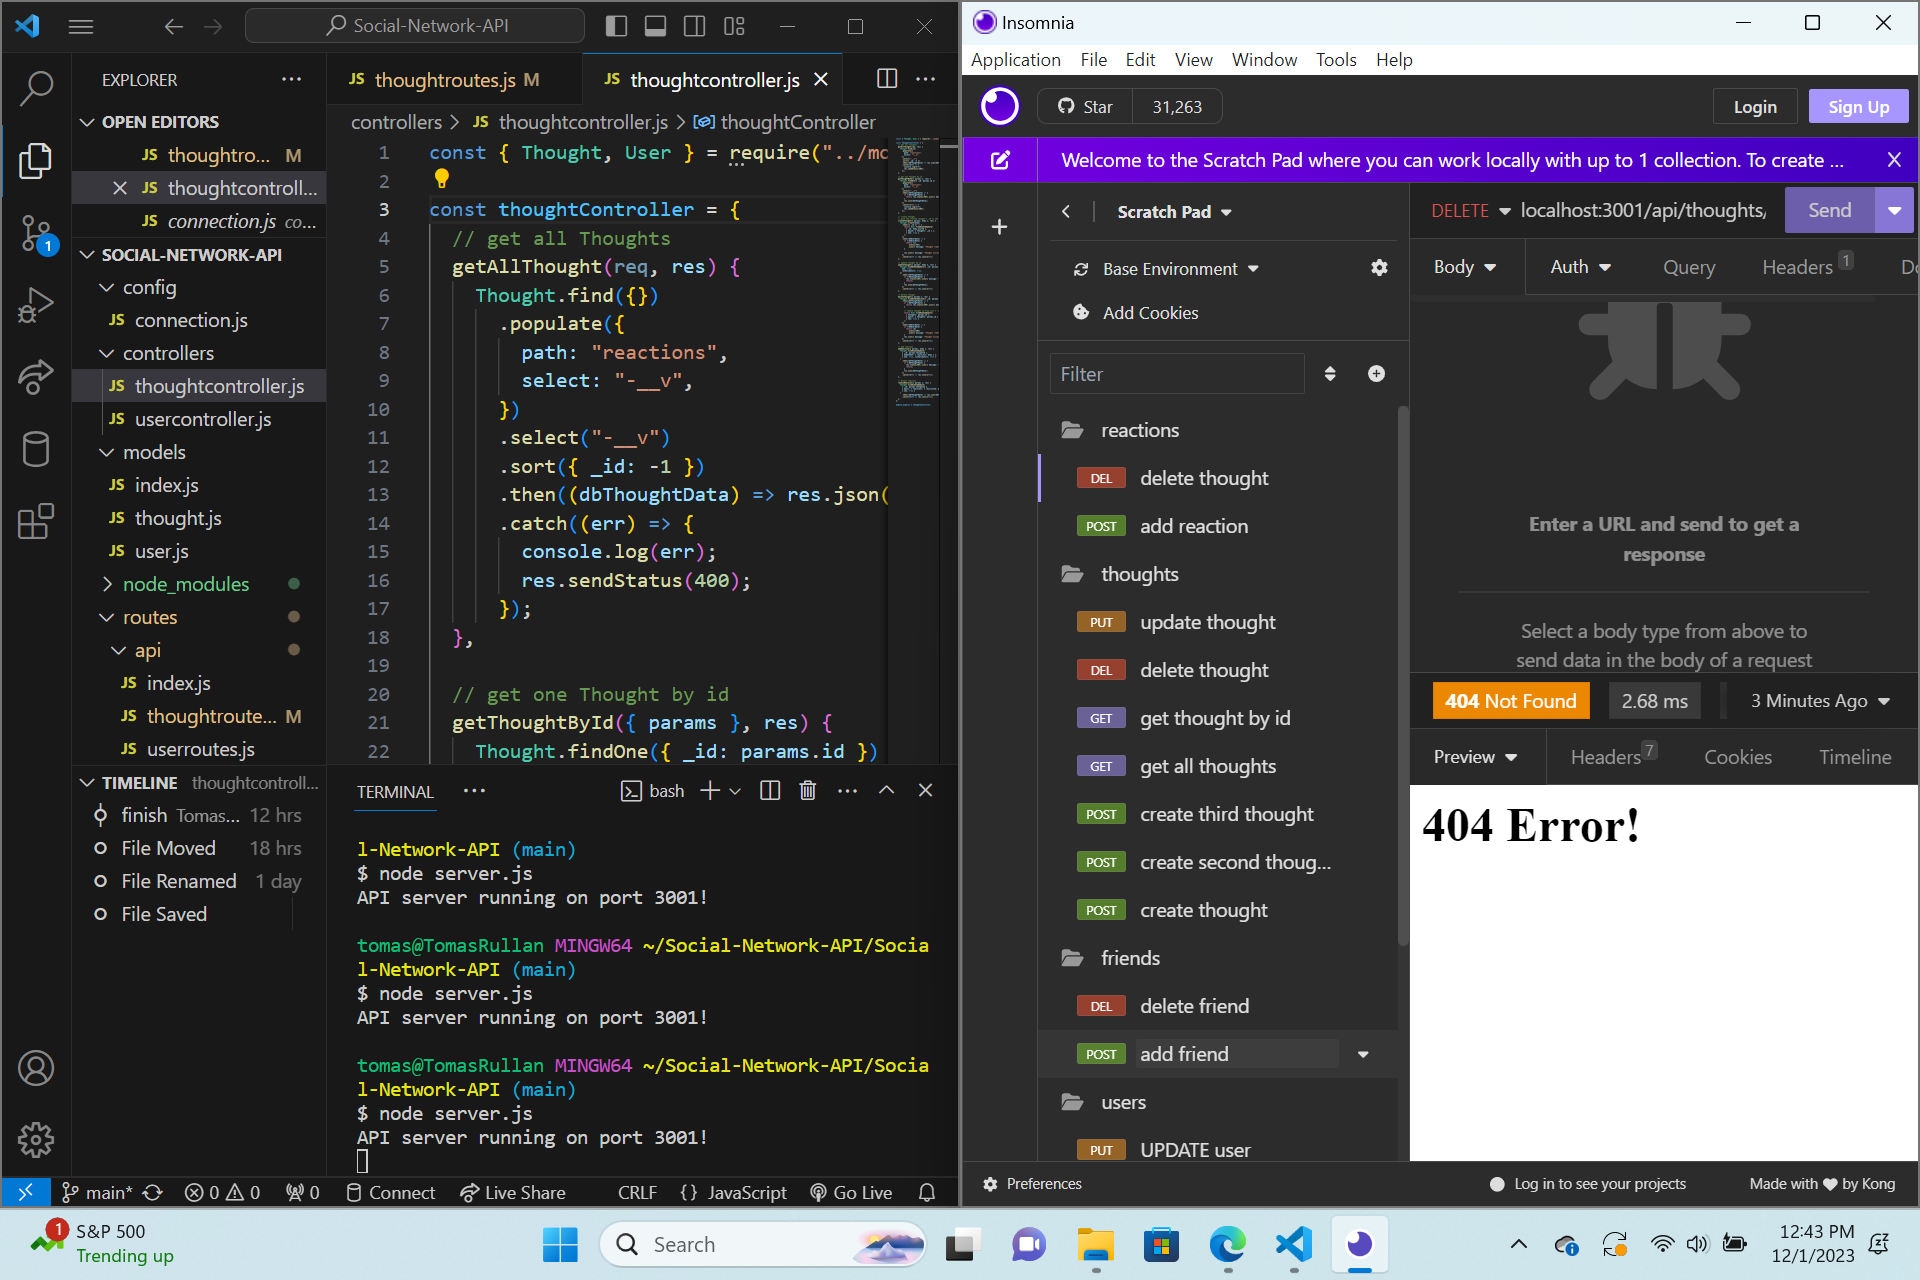 Social-Network-API
EXPLORER
OPEN EDITORS
JS thoughtro... M
JS thoughtcontroll...
JS connection.js co...
SOCIAL-NETWORK-API
config
JS connection.js
controllers
JS thoughtcontroller.js
JS usercontroller.js
models
JS index.js
JS thought.js
JS user.js
node_modules
routes
api
JS index.js
JS thoughtroute... M
JS userroutes.js
TIMELINE thoughtcontroll...
finish Tomas... 12 hrs
File Moved 18 hrs
File Renamed 1 day
File Saved
1
JS thoughtroutes.js M
JS thoughtcontroller.js
controllers > JS thoughtcontroller.js > thoughtController
1 const { Thought, User } = require("../mo
2
3 const thoughtController = {
4 // get all Thoughts
5 getAllThought(req, res) {
6 Thought.find({})
7 .populate({
8 path: "reactions",
9 select: "-__v",
10 })
11 .select("-__v")
12 .sort({ _id: -1 })
13 .then((dbThoughtData) => res.json(
14 .catch((err) => {
15 console.log(err);
16 res.sendStatus(400);
17 });
18 },
19
20 // get one Thought by id
21 getThoughtById({ params }, res) {
22 Thought.findOne({ _id: params.id })
TERMINAL
bash
l-Network-API (main)
$ node server.js
API server running on port 3001!
tomas@TomasRullan MINGW64 ~/Social-Network-API/Socia
l-Network-API (main)
$ node server.js
API server running on port 3001!
tomas@TomasRullan MINGW64 ~/Social-Network-API/Socia
l-Network-API (main)
$ node server.js
API server running on port 3001!
main* 0 0 0 Connect Live Share CRLF {} JavaScript Go Live
Insomnia
Application File Edit View Window Tools Help
Star 31,263
Login Sign Up
Welcome to the Scratch Pad where you can work locally with up to 1 collection. To create ...
Scratch Pad
Base Environment
Add Cookies
Filter
reactions
DEL delete thought
POST add reaction
thoughts
PUT update thought
DEL delete thought
GET get thought by id
GET get all thoughts
POST create third thought
POST create second thoug...
POST create thought
friends
DEL delete friend
POST add friend
users
PUT UPDATE user
DELETE localhost:3001/api/thoughts/ Send
Body Auth Query Headers 1 Do
Enter a URL and send to get a
response
Select a body type from above to
send data in the body of a request
404 Not Found 2.68 ms 3 Minutes Ago
Preview Headers 7 Cookies Timeline
404 Error!
Preferences
Log in to see your projects
Made with ♥ by Kong
1
S&P 500
Trending up
Search
12:43 PM
12/1/2023